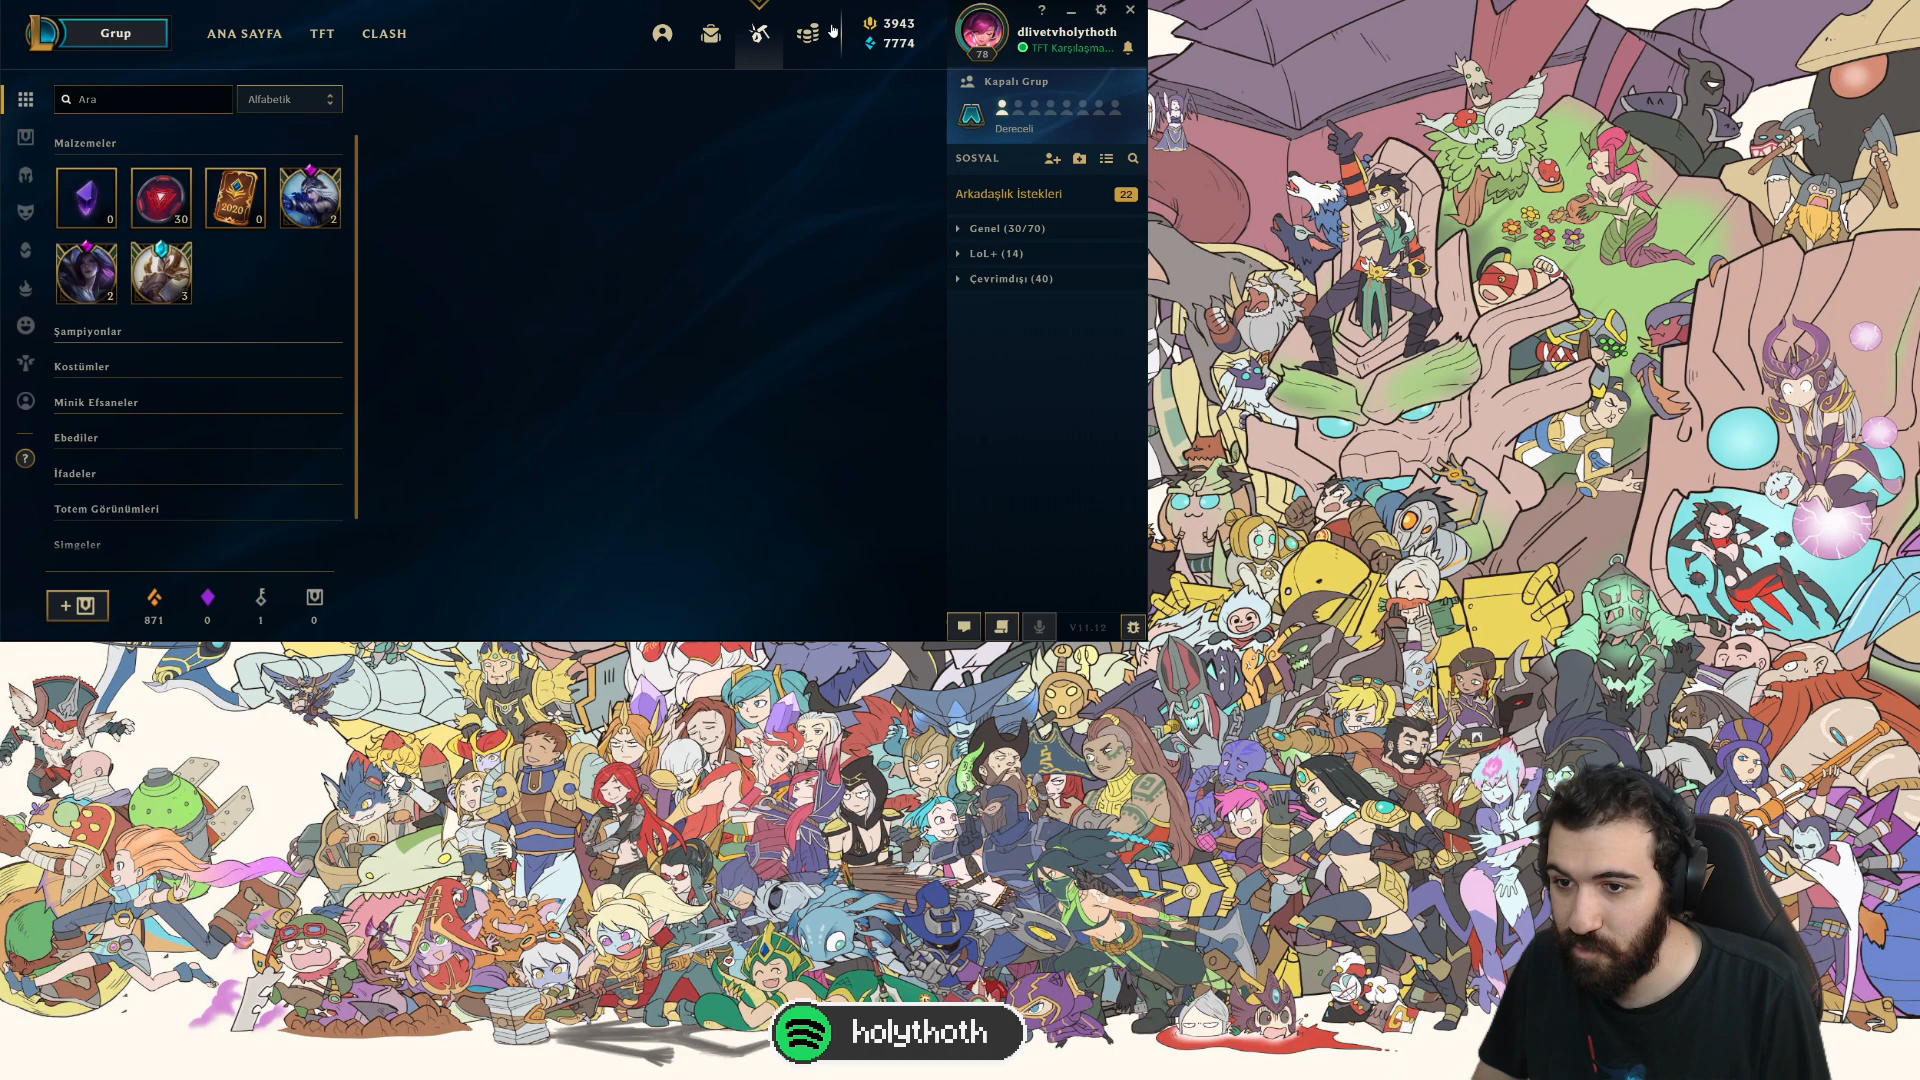 Grup
ANA SAYFA
TFT
CLASH
3943
7774
dlivetvholythoth
TFT Karşılaşma...
78
Ara
Alfabetik
Malzemeler
0
30
2020
0
2
2
3
Şampiyonlar
Kostümler
Minik Efsaneler
Ebediler
İfadeler
Totem Görünümleri
Simgeler
871
0
1
0
Kapalı Grup
Dereceli
SOSYAL
Arkadaşlık İstekleri
22
Genel (30/70)
LoL+ (14)
Çevrimdışı (40)
V11.12
holythoth